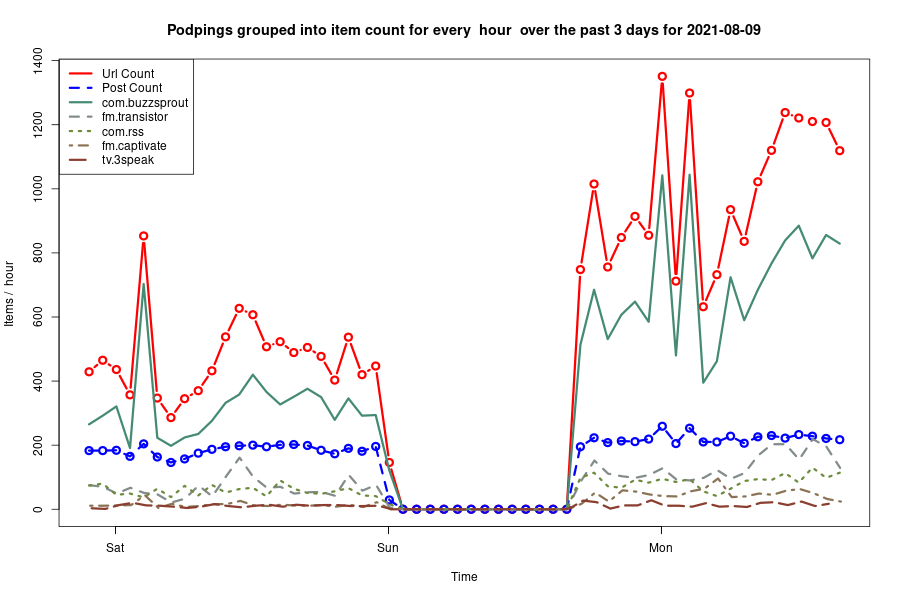 Podpings grouped into item count for every  hour  over the past 3 days for 2021-08-09
Url Count
Post Count
com.buzzsprout
fm.transistor
com.rss
fm.captivate
tv.3speak
Items /  hour
1400
1200
1000
800
600
400
200
0
Sat
Sun
Mon
Time